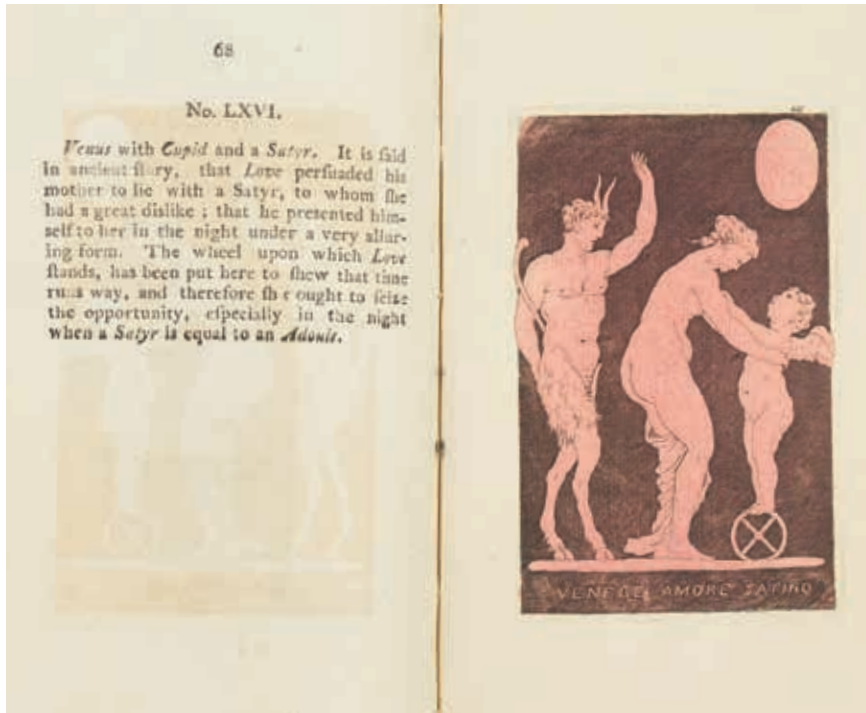 68
No. LXVI.
Venus with Cupid and a Satyr. It is ſaid
in ancient ſtory, that Love perſuaded his
mother to lie with a Satyr, to whom ſhe
had a great diſlike; that he preſented him-
ſelf to her in the night under a very allur-
ing form. The wheel upon which Love
ſtands, has been put here to ſhew that time
runs way, and therefore ſhe ought to ſeize
the opportunity, eſpecially in the night
when a Satyr is equal to an Adonis.
VENERE AMORE SATIRO